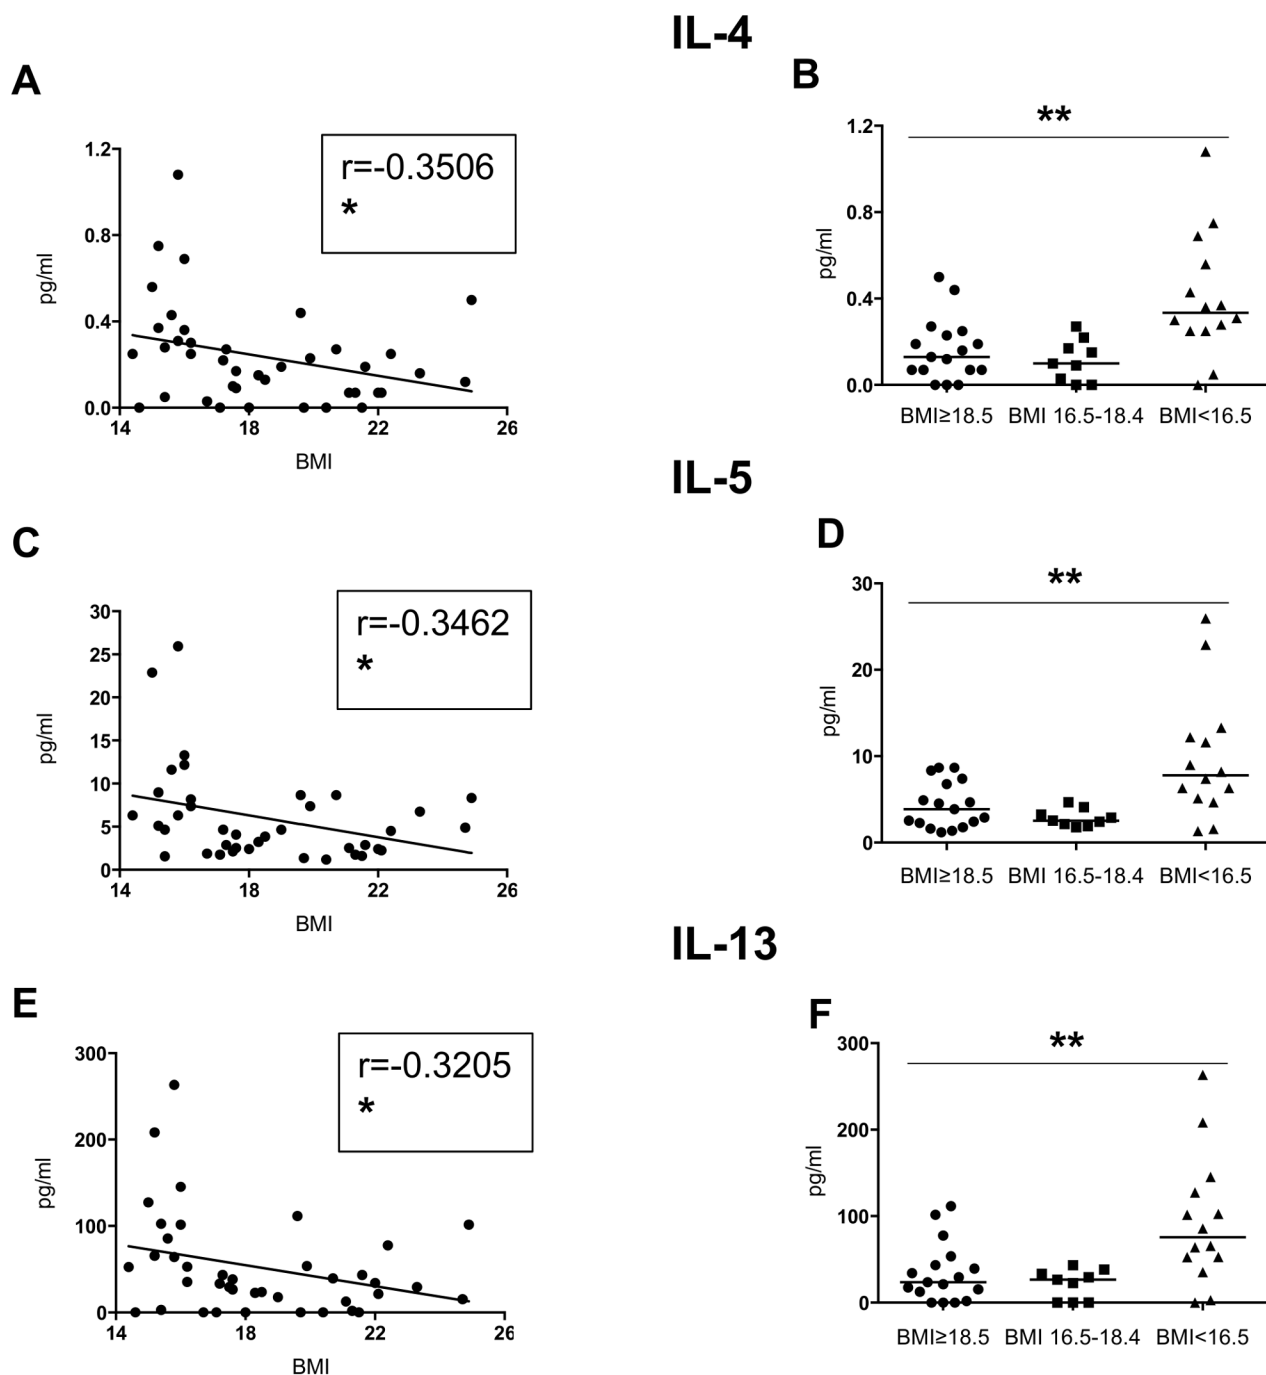 IL-4
A
r=-0.3506
*
1.2
0.8
0.4
0.0
pg/ml
14 18 22 26
BMI
B
**
1.2
0.8
0.4
0.0
pg/ml
BMI≥18.5 BMI 16.5-18.4 BMI<16.5
IL-5
C
r=-0.3462
*
30
25
20
15
10
5
0
pg/ml
14 18 22 26
BMI
D
**
30
20
10
0
pg/ml
BMI≥18.5 BMI 16.5-18.4 BMI<16.5
IL-13
E
r=-0.3205
*
300
200
100
0
pg/ml
14 18 22 26
BMI
F
**
300
200
100
0
pg/ml
BMI≥18.5 BMI 16.5-18.4 BMI<16.5